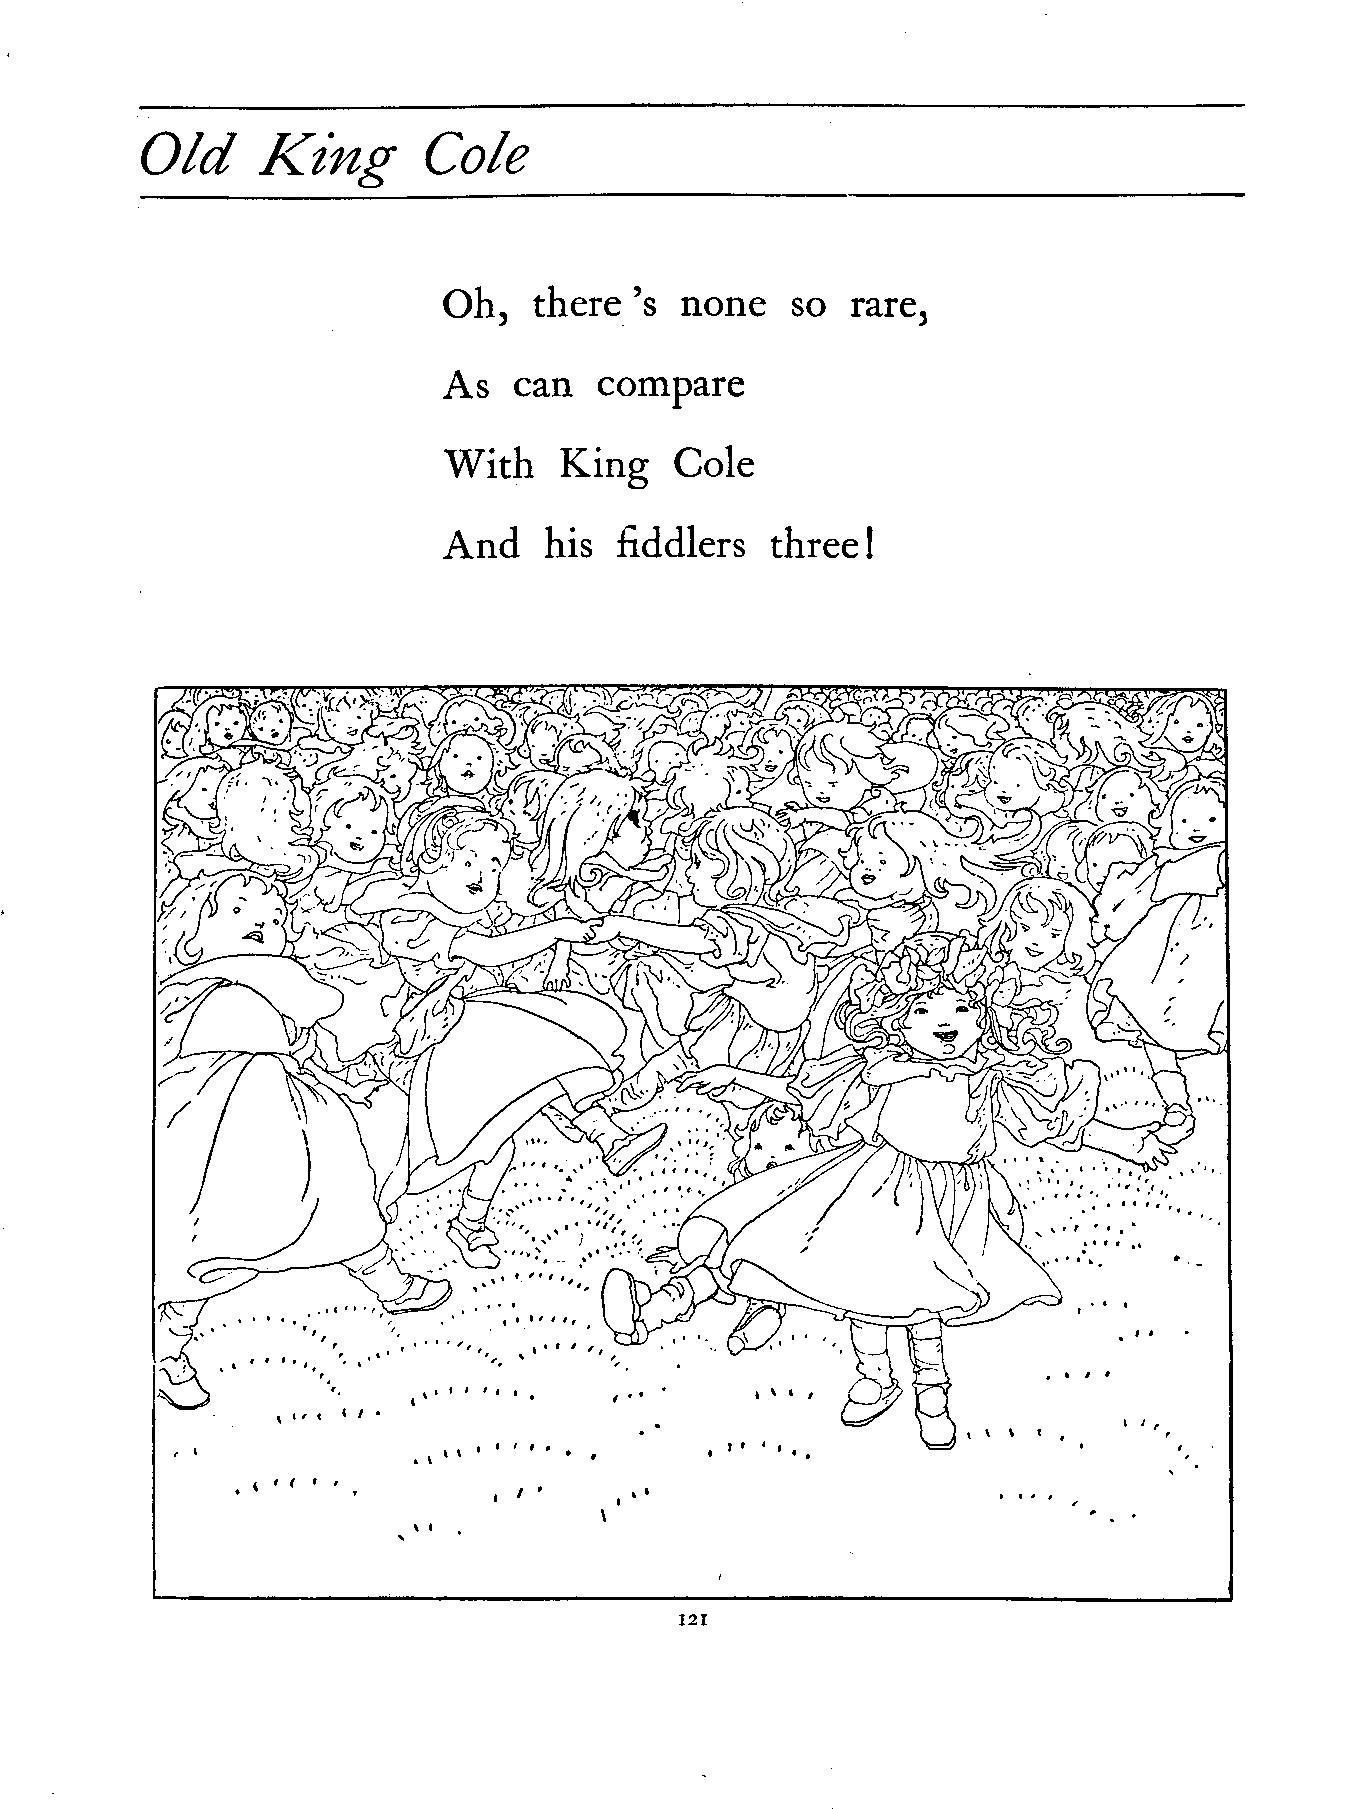 Old King Cole
Oh, there's none so rare,
As can compare
With King Cole
And his fiddlers three!
121